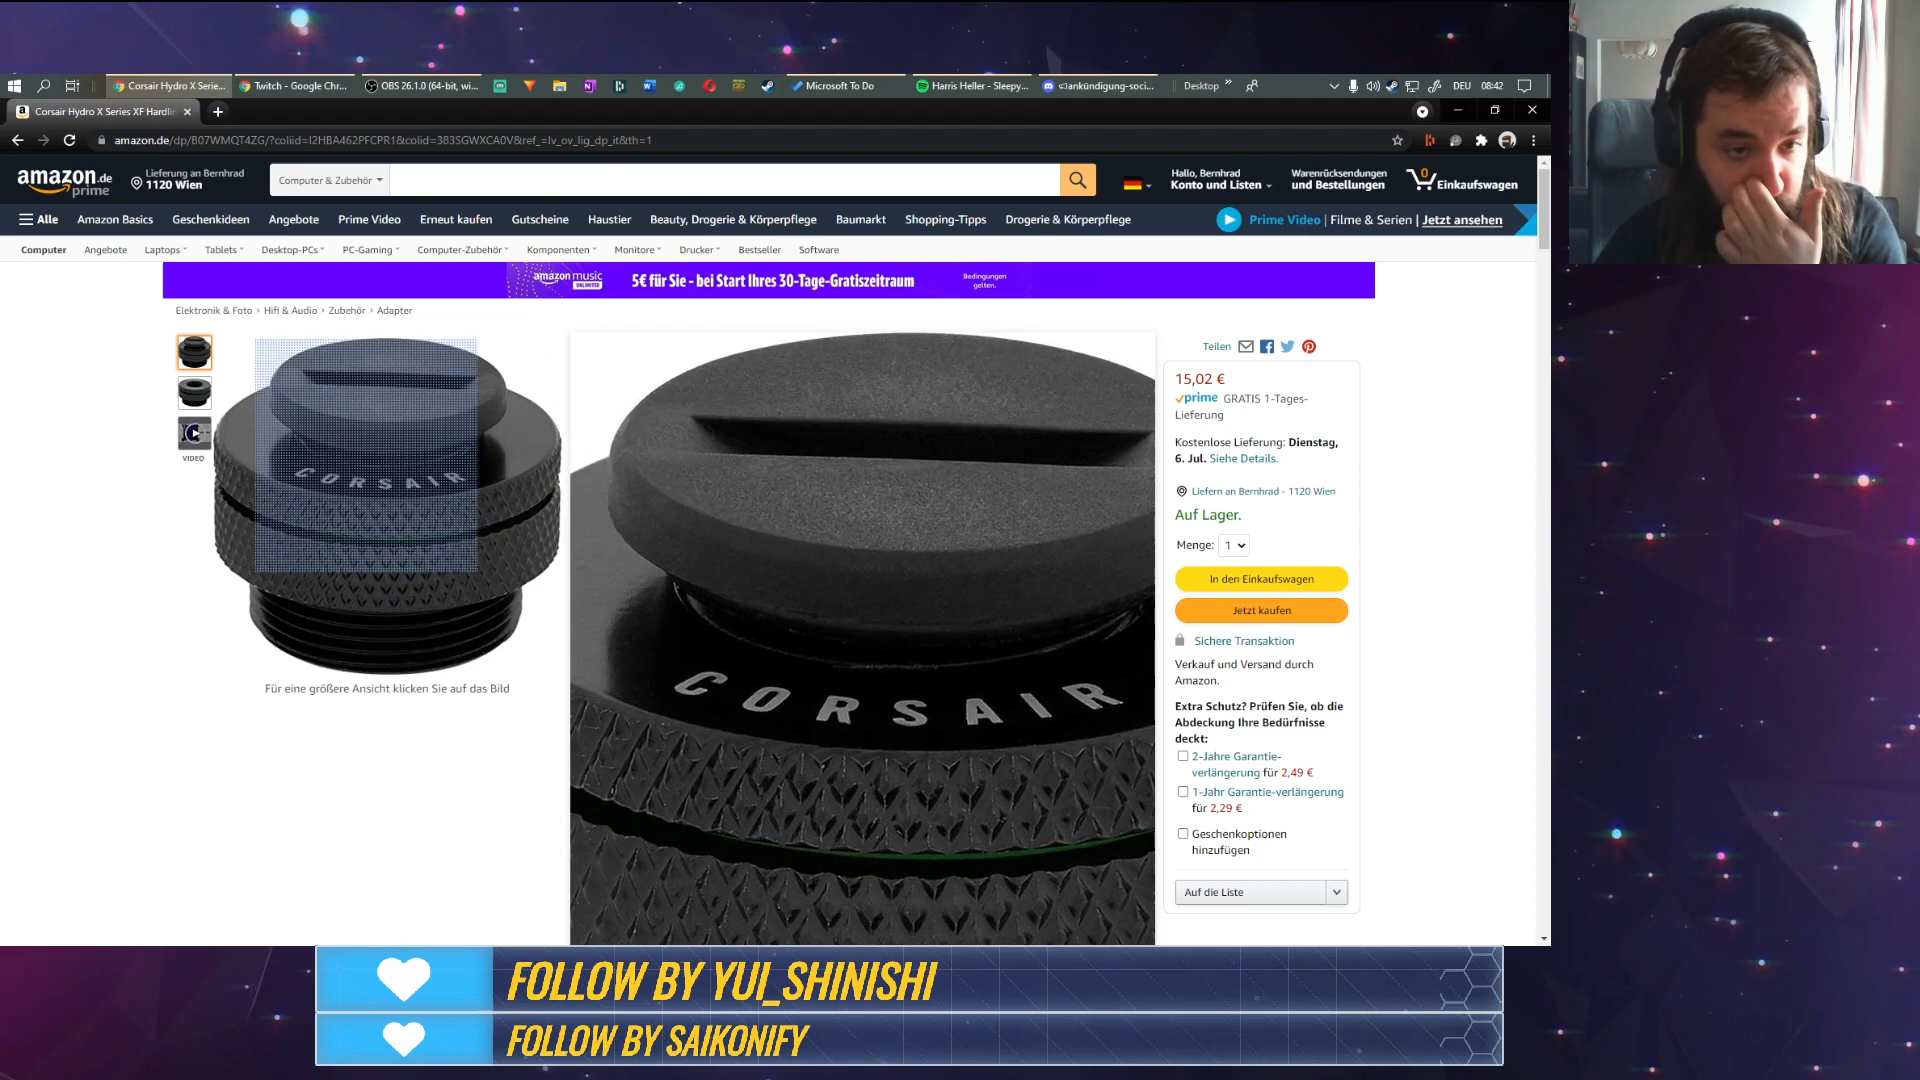 Corsair Hydro X Serie...
Twitch - Google Chr...
OBS 26.1.0 (64-bit, wi...
Microsoft To Do
Harris Heller - Sleepy...
Desktop
DEU
08:42
Corsair Hydro X Series XF Hardli
amazon.de/dp/B07WMQT4ZG/?coliid=I2HBA462PFCPR1&colid=383SGWXCA0V&ref_=lv_ov_lig_dp_it&th=1
amazon.de
prime
Lieferung an Bernhrad
1120 Wien
Computer & Zubehör
Hallo, Bernhrad
Konto und Listen
Warenrücksendungen
und Bestellungen
0
Einkaufswagen
Alle
Amazon Basics
Geschenkideen
Angebote
Prime Video
Erneut kaufen
Gutscheine
Haustier
Beauty, Drogerie & Körperpflege
Baumarkt
Shopping-Tipps
Drogerie & Körperpflege
Prime Video | Filme & Serien | Jetzt ansehen
Computer
Angebote
Laptops
Tablets
Desktop-PCs
PC-Gaming
Computer-Zubehör
Komponenten
Monitore
Drucker
Bestseller
Software
amazon music
UNLIMITED
5€ für Sie - bei Start Ihres 30-Tage-Gratiszeitraum
Bedingungen
gelten.
Elektronik & Foto › Hifi & Audio › Zubehör › Adapter
VIDEO
CORSAIR
Für eine größere Ansicht klicken Sie auf das Bild
CORSAIR
Teilen
15,02 €
prime GRATIS 1-Tages-
Lieferung
Kostenlose Lieferung: Dienstag,
6. Jul. Siehe Details.
Liefern an Bernhrad - 1120 Wien
Auf Lager.
Menge: 1
In den Einkaufswagen
Jetzt kaufen
Sichere Transaktion
Verkauf und Versand durch
Amazon.
Extra Schutz? Prüfen Sie, ob die
Abdeckung Ihre Bedürfnisse
deckt:
2-Jahre Garantie-
verlängerung für 2,49 €
1-Jahr Garantie-verlängerung
für 2,29 €
Geschenkoptionen
hinzufügen
Auf die Liste
FOLLOW BY YUI_SHINISHI
FOLLOW BY SAIKONIFY